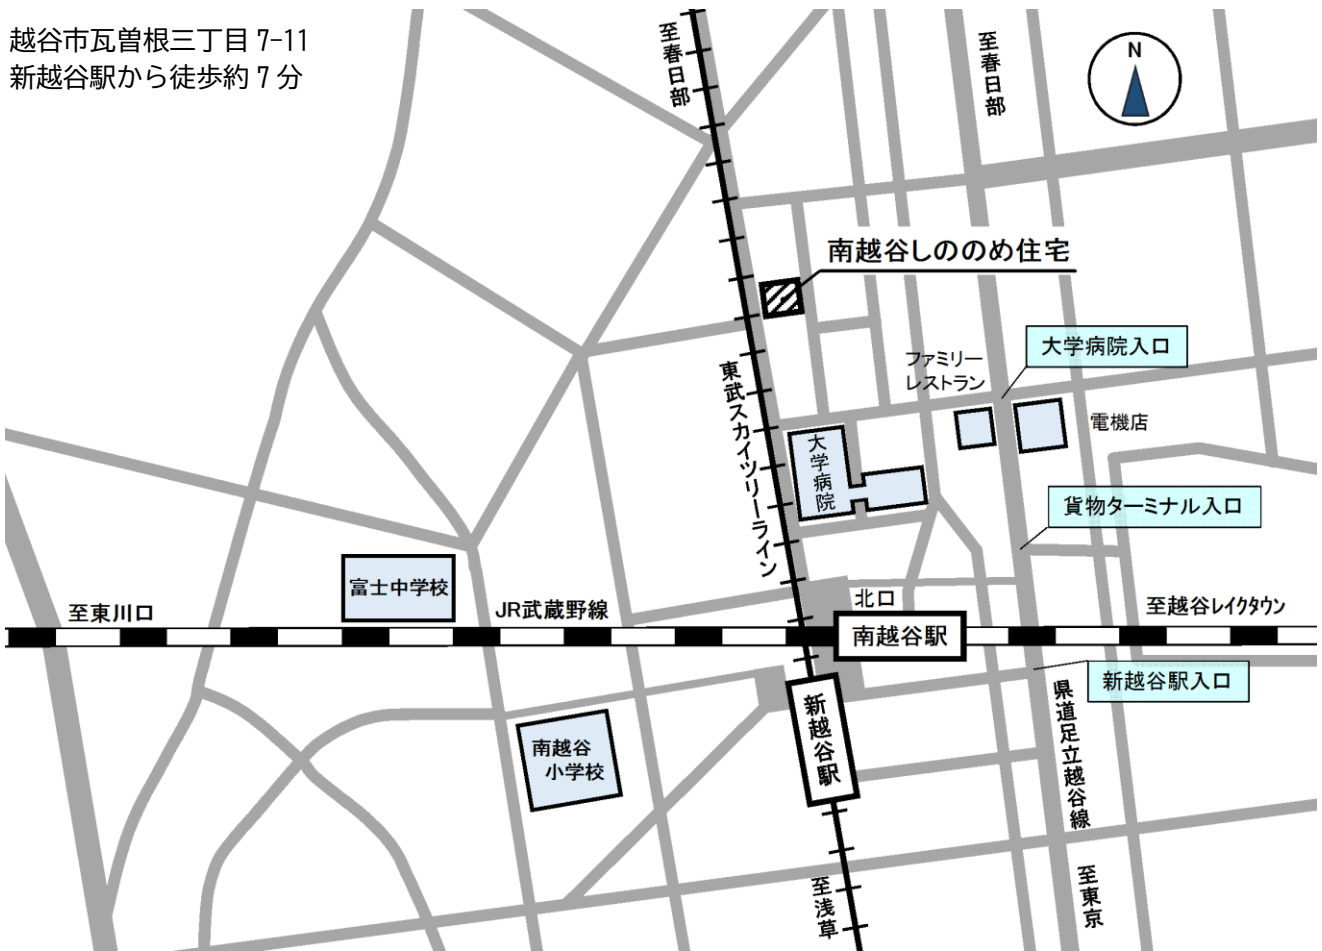 越谷市瓦曽根三丁目 7-11
新越谷駅から徒歩約 7 分
至春日部
至春日部
N
南越谷しののめ住宅
大学病院入口
ファミリー
レストラン
東武スカイツリーライン
電機店
大学病院
貨物ターミナル入口
富士中学校
北口
至東川口
JR武蔵野線
至越谷レイクタウン
南越谷駅
新越谷駅入口
新越谷駅
県道足立越谷線
南越谷
小学校
至浅草
至東京